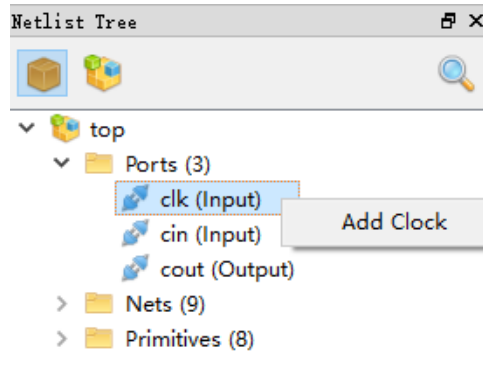 Netlist Tree
top
Ports (3)
clk (Input)
Add Clock
cin (Input)
cout (Output)
Nets (9)
Primitives (8)